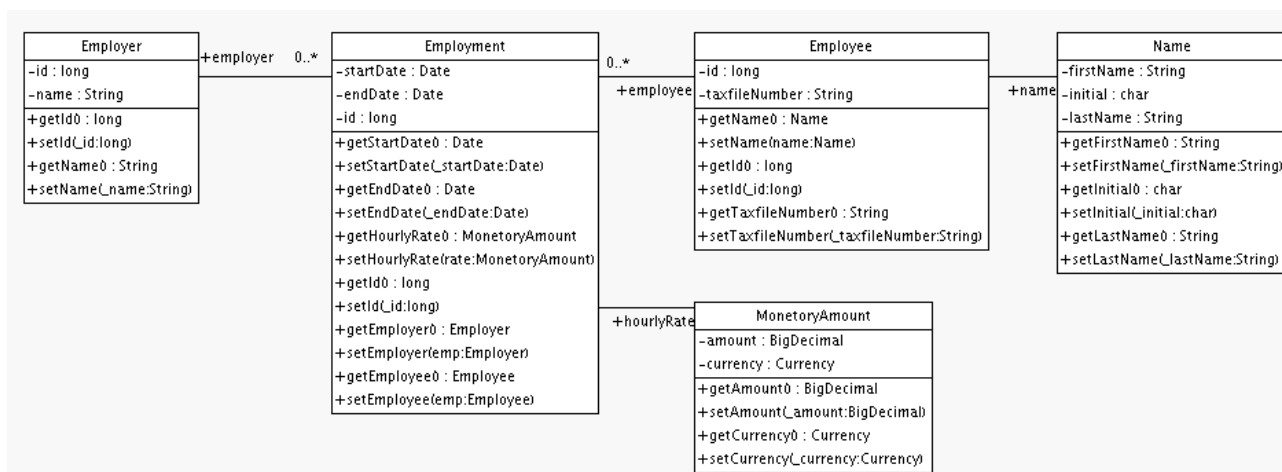 Employer
-id : long
-name : String
+getId() : long
+setId(_id:long)
+getName() : String
+setName(_name:String)
+employer
0..*
Employment
-startDate : Date
-endDate : Date
-id : long
+getStartDate() : Date
+setStartDate(_startDate:Date)
+getEndDate() : Date
+setEndDate(_endDate:Date)
+getHourlyRate() : MonetoryAmount
+setHourlyRate(rate:MonetoryAmount)
+getId() : long
+setId(_id:long)
+getEmployer() : Employer
+setEmployer(emp:Employer)
+getEmployee() : Employee
+setEmployee(emp:Employee)
0..*
+employee
Employee
-id : long
-taxfileNumber : String
+getName() : Name
+setName(name:Name)
+getId() : long
+setId(_id:long)
+getTaxfileNumber() : String
+setTaxfileNumber(_taxfileNumber:String)
+name
Name
-firstName : String
-initial : char
-lastName : String
+getFirstName() : String
+setFirstName(_firstName:String)
+getInitial() : char
+setInitial(_initial:char)
+getLastName() : String
+setLastName(_lastName:String)
+hourlyRate
MonetoryAmount
-amount : BigDecimal
-currency : Currency
+getAmount() : BigDecimal
+setAmount(_amount:BigDecimal)
+getCurrency() : Currency
+setCurrency(_currency:Currency)